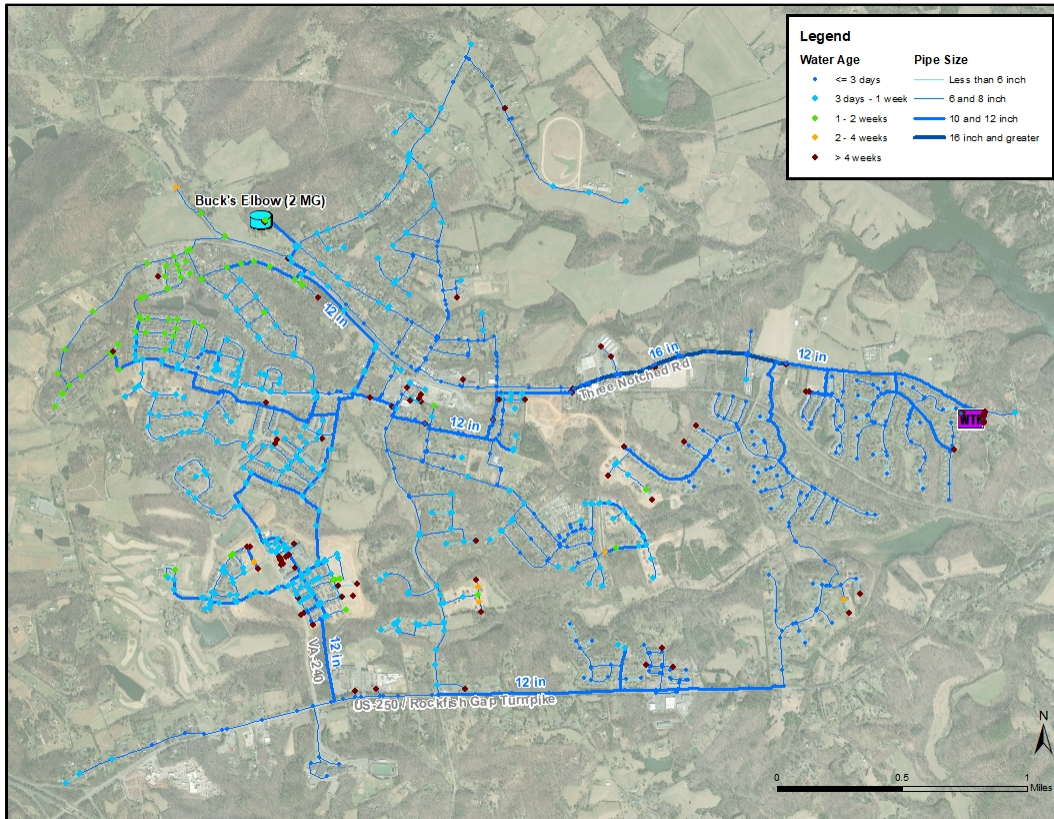 Legend
Water Age
Pipe Size
<= 3 days
Less than 6 inch
3 days - 1 week
6 and 8 inch
1 - 2 weeks
10 and 12 inch
2 - 4 weeks
16 inch and greater
> 4 weeks
Buck's Elbow (2 MG)
12 in
16 in
12 in
Three Notched Rd
WTP
12 in
VA-240
12 in
12 in
US-250 / Rockfish Gap Turnpike
N
0 0.5 1
Miles